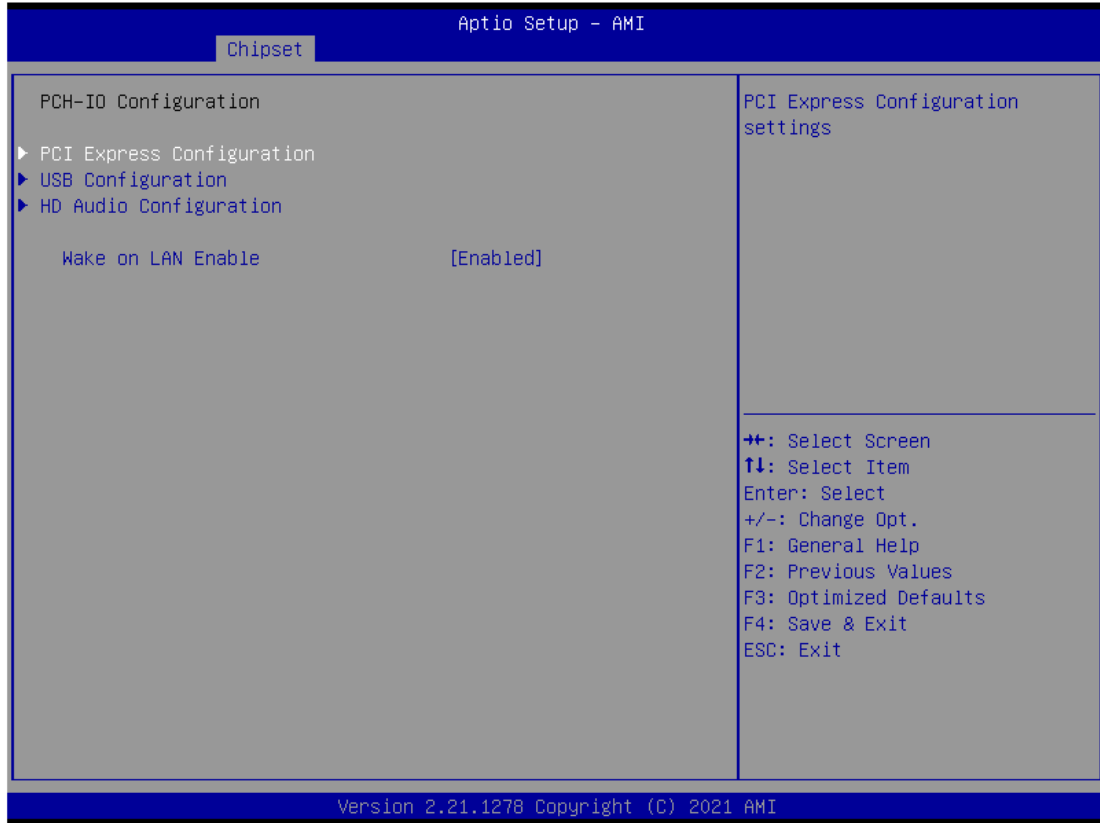 Aptio Setup – AMI
Chipset
PCH-IO Configuration
PCI Express Configuration
USB Configuration
HD Audio Configuration
Wake on LAN Enable [Enabled]
PCI Express Configuration
settings
→←: Select Screen
↑↓: Select Item
Enter: Select
+/-: Change Opt.
F1: General Help
F2: Previous Values
F3: Optimized Defaults
F4: Save & Exit
ESC: Exit
Version 2.21.1278 Copyright (C) 2021 AMI